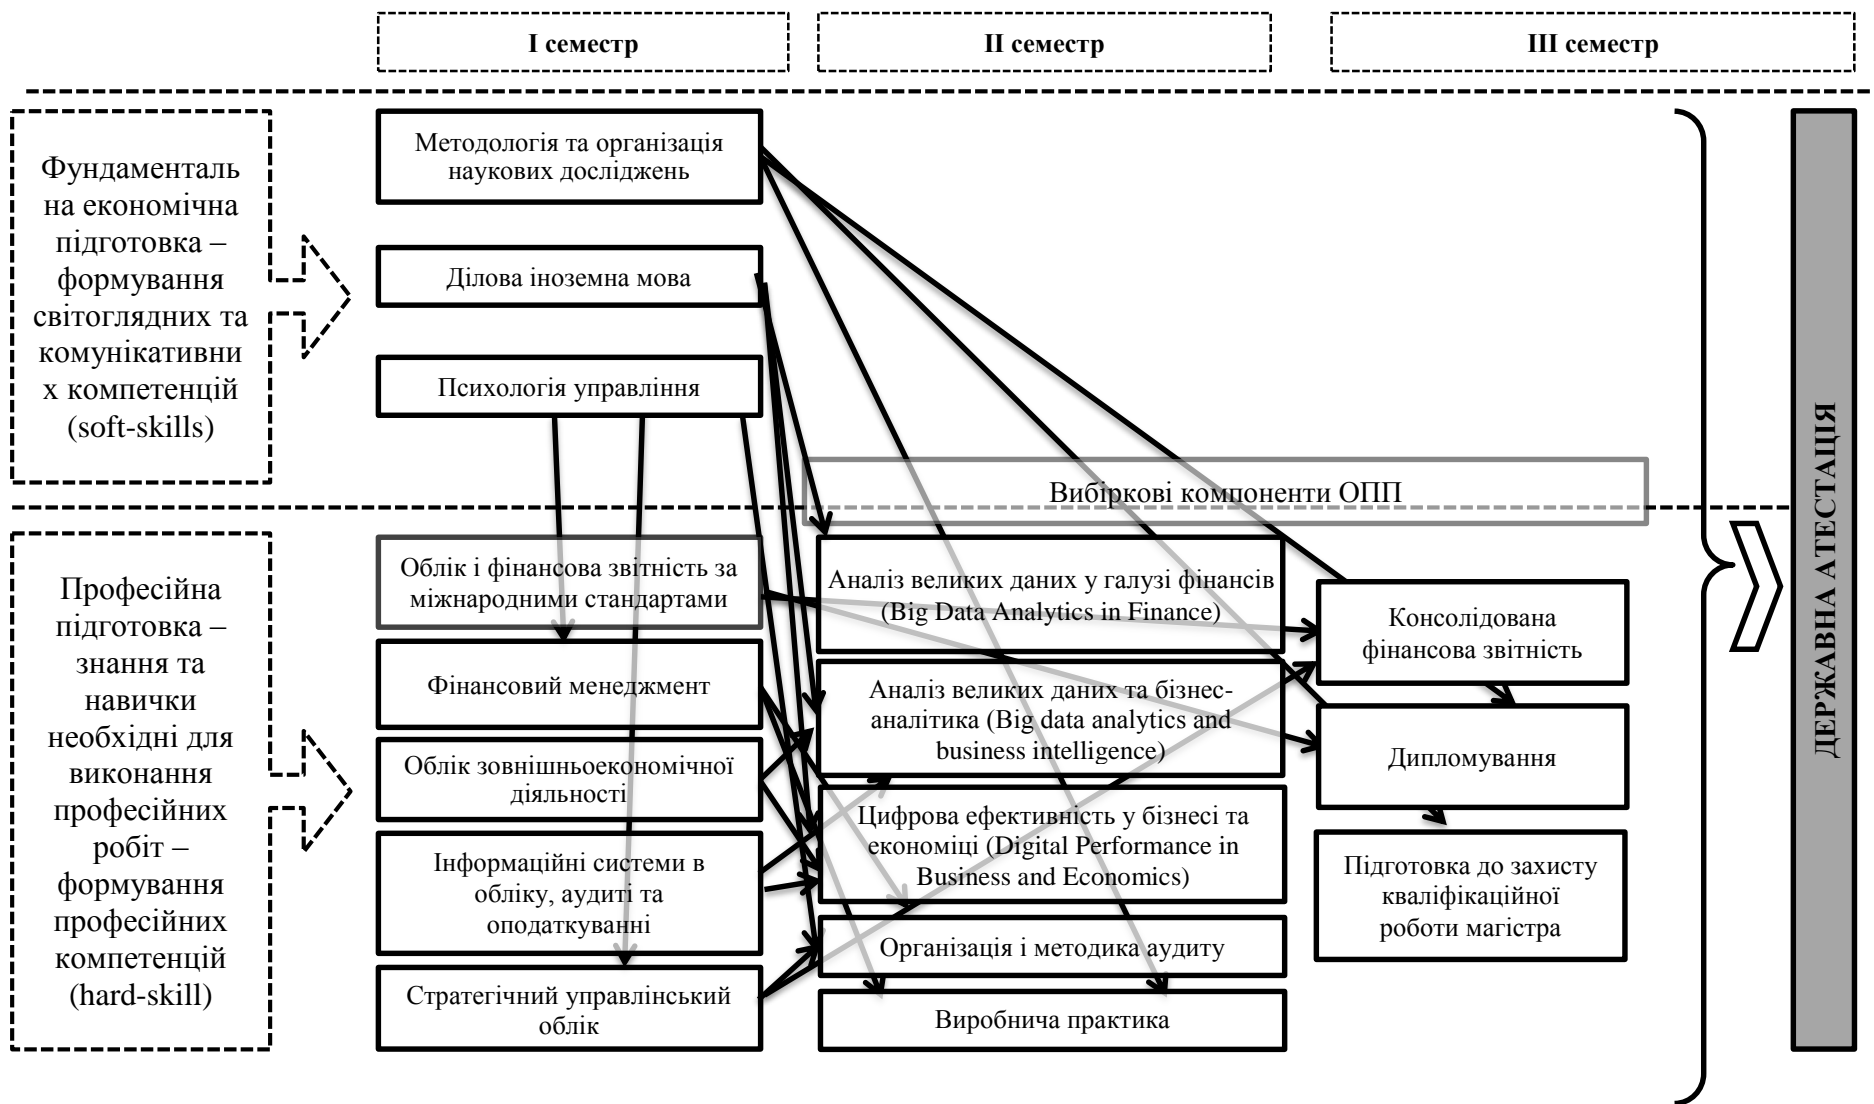 І семестр
ІІ семестр
ІІІ семестр
Фундаменталь
на економічна
підготовка –
формування
світоглядних та
комунікативни
х компетенцій
(soft-skills)
Методологія та організація
наукових досліджень
Ділова іноземна мова
Психологія управління
Вибіркові компоненти ОПП
Професійна
підготовка –
знання та
навички
необхідні для
виконання
професійних
робіт –
формування
професійних
компетенцій
(hard-skill)
Облік і фінансова звітність за
міжнародними стандартами
Фінансовий менеджмент
Облік зовнішньоекономічної
діяльності
Інформаційні системи в
обліку, аудиті та
оподаткуванні
Стратегічний управлінський
облік
Аналіз великих даних у галузі фінансів
(Big Data Analytics in Finance)
Аналіз великих даних та бізнес-
аналітика (Big data analytics and
business intelligence)
Цифрова ефективність у бізнесі та
економіці (Digital Performance in
Business and Economics)
Організація і методика аудиту
Виробнича практика
Консолідована
фінансова звітність
Дипломування
Підготовка до захисту
кваліфікаційної
роботи магістра
ДЕРЖАВНА АТЕСТАЦІЯ